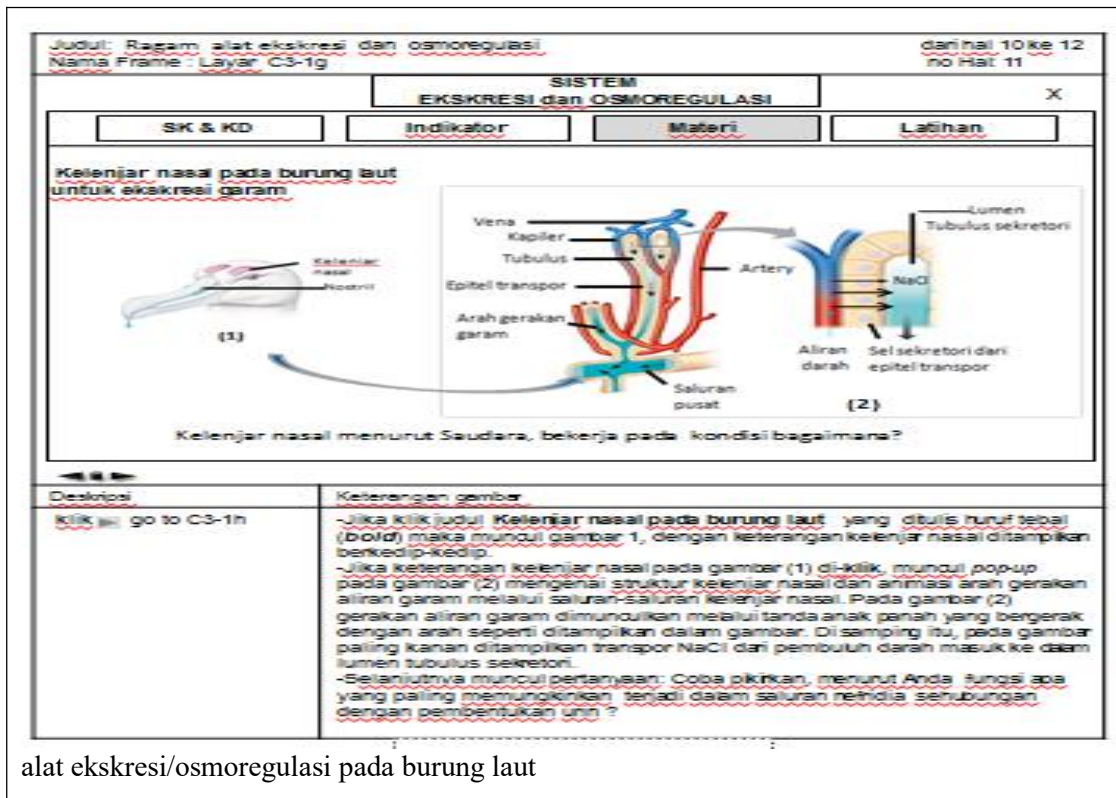 Judul: Ragam alat ekskresi dan osmoregulasi
Nama Frame : Layar C3-1g
dari hal 10 ke 12
no Hal: 11
SISTEM
EKSKRESI dan OSMOREGULASI
X
SK & KD
Indikator
Materi
Latihan
Kelenjar nasal pada burung laut
untuk ekskresi garam
Kelenjar
nasal
Nostril
(1)
Vena
Kapiler
Tubulus
Epitel transpor
Arah gerakan
garam
Artery
Saluran
pusat
Lumen
Tubulus sekretori
NaCl
Aliran
darah
Sel sekretori dari
epitel transpor
(2)
Kelenjar nasal menurut Saudara, bekerja pada kondisi bagaimana?
Deskripsi
Keterangan gambar
Klik go to C3-1h
-Jika klik judul Kelenjar nasal pada burung laut yang ditulis huruf tebal
(bold) maka muncul gambar 1, dengan keterangan kelenjar nasal ditampilkan
berkedip-kedip.
-Jika keterangan kelenjar nasal pada gambar (1) di-klik, muncul pop-up
pada gambar (2) mengenai struktur kelenjar nasal dan animasi arah gerakan
aliran garam melalui saluran-saluran kelenjar nasal. Pada gambar (2)
gerakan aliran garam dimunculkan melalui tanda anak panah yang bergerak
dengan arah seperti ditampilkan dalam gambar. Di samping itu, pada gambar
paling kanan ditampilkan transpor NaCl dari pembuluh darah masuk ke dalam
lumen tubulus sekretori.
-Selanjutnya muncul pertanyaan: Coba pikirkan, menurut Anda fungsi apa
yang paling memungkinkan terjadi dalam saluran nefridia sehubungan
dengan pembentukan urin ?
alat ekskresi/osmoregulasi pada burung laut